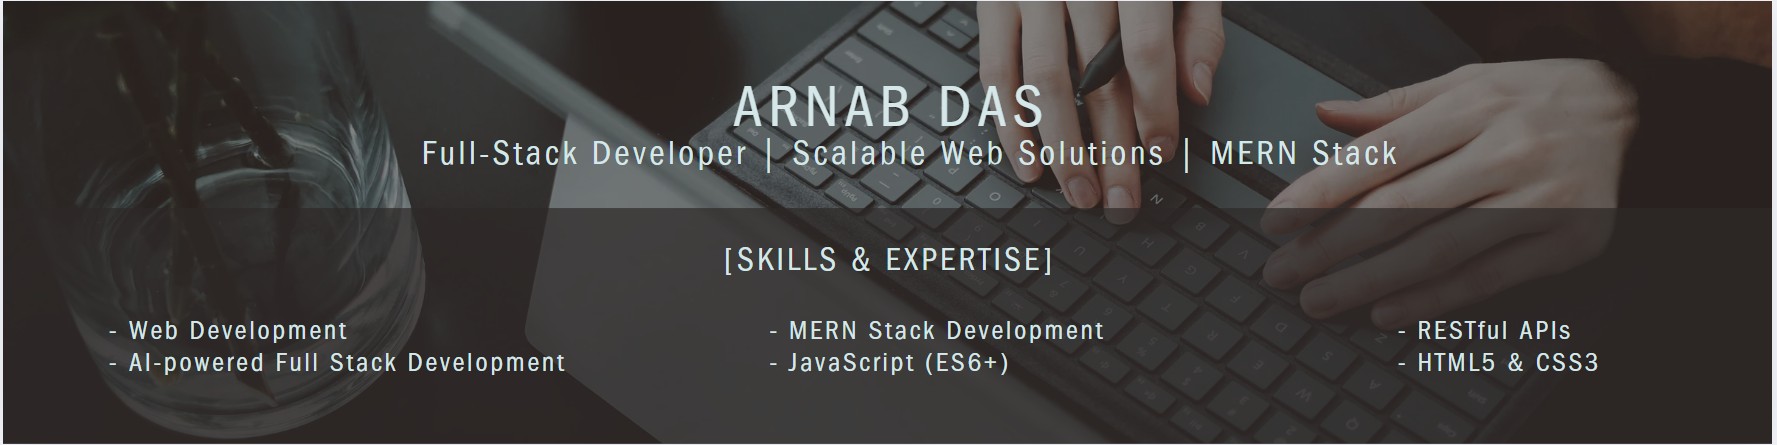 ARNAB DAS
Full-Stack Developer | Scalable Web Solutions | MERN Stack
[SKILLS & EXPERTISE]
- Web Development
- AI-powered Full Stack Development
- MERN Stack Development
- JavaScript (ES6+)
- RESTful APIs
- HTML5 & CSS3